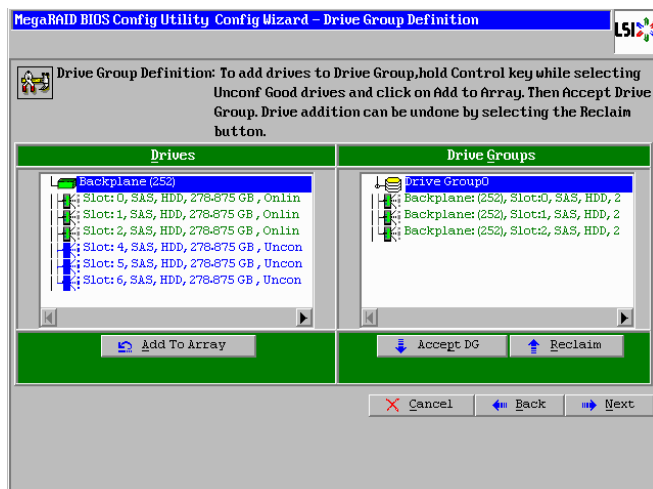 MegaRAID BIOS Config Utility Config Wizard – Drive Group Definition
LSI
Drive Group Definition: To add drives to Drive Group,hold Control key while selecting
Unconf Good drives and click on Add to Array. Then Accept Drive
Group. Drive addition can be undone by selecting the Reclaim
button.
Drives
Drive Groups
Backplane (252)
Slot: 0, SAS, HDD, 278.875 GB , Onlin
Slot: 1, SAS, HDD, 278.875 GB , Onlin
Slot: 2, SAS, HDD, 278.875 GB , Onlin
Slot: 4, SAS, HDD, 278.875 GB , Uncon
Slot: 5, SAS, HDD, 278.875 GB , Uncon
Slot: 6, SAS, HDD, 278.875 GB , Uncon
Drive Group0
Backplane: (252), Slot:0, SAS, HDD, 2
Backplane: (252), Slot:1, SAS, HDD, 2
Backplane: (252), Slot:2, SAS, HDD, 2
Add To Array
Accept DG
Reclaim
Cancel
Back
Next